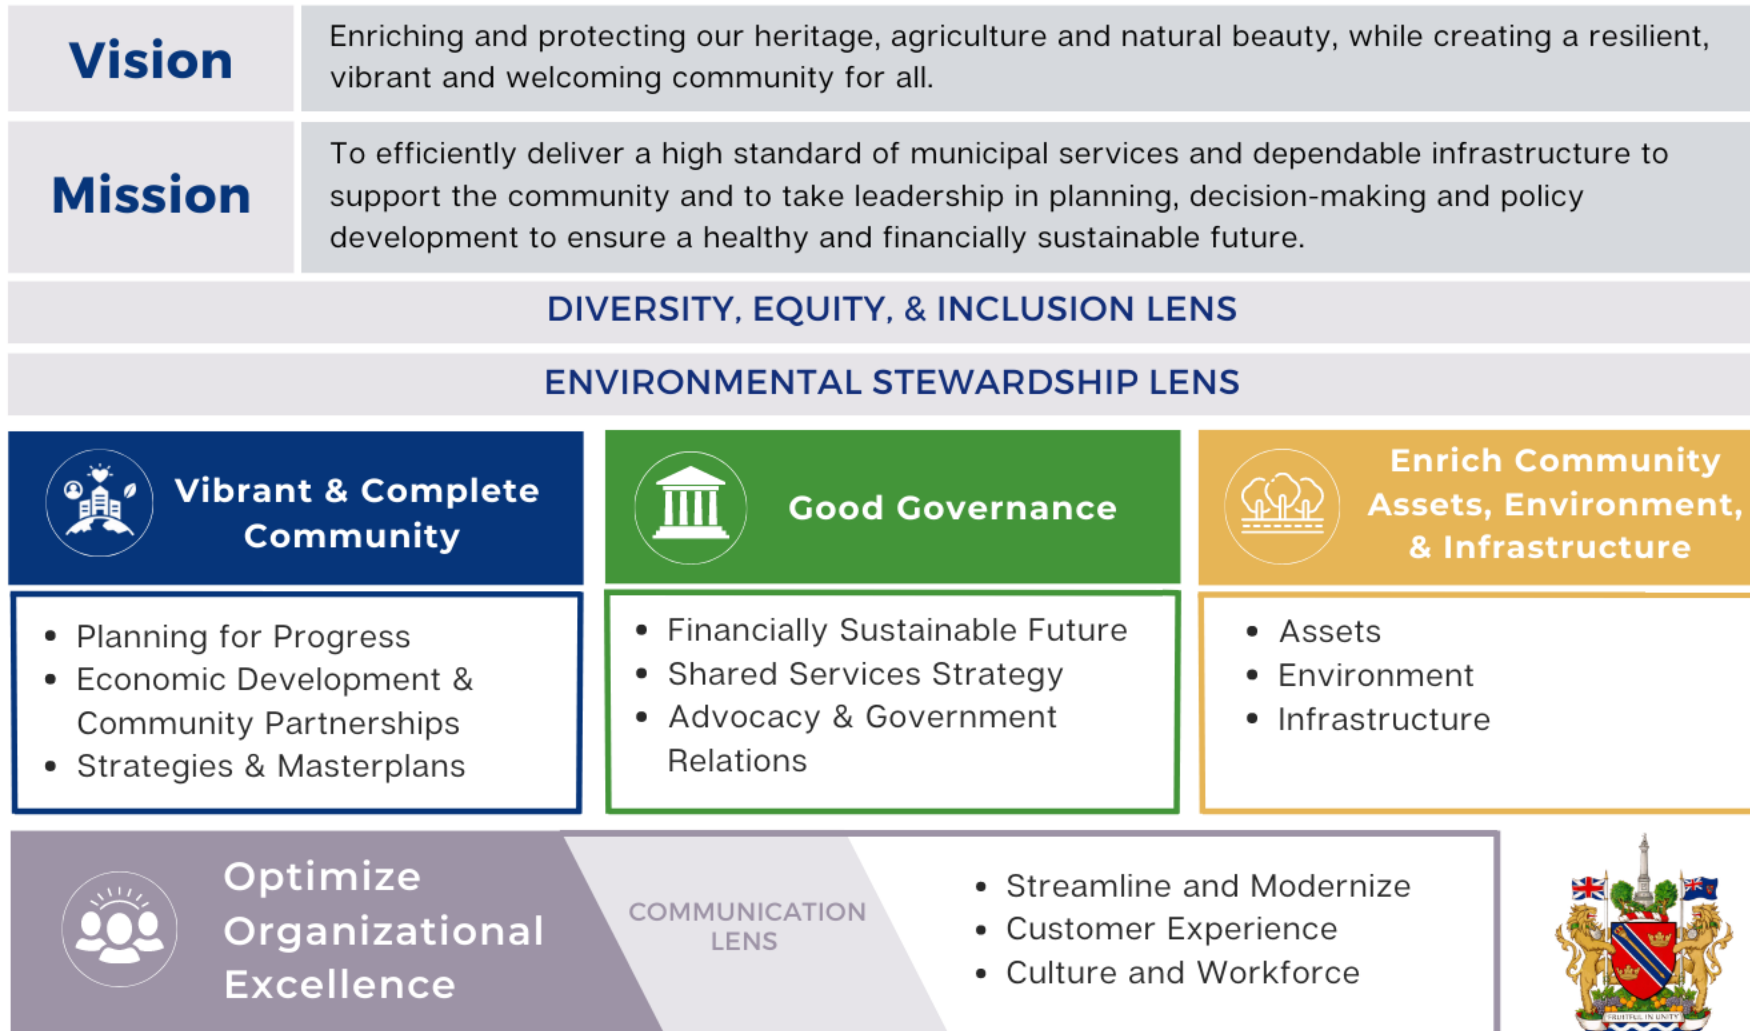 Vision
Enriching and protecting our heritage, agriculture and natural beauty, while creating a resilient,
vibrant and welcoming community for all.
Mission
To efficiently deliver a high standard of municipal services and dependable infrastructure to
support the community and to take leadership in planning, decision-making and policy
development to ensure a healthy and financially sustainable future.
DIVERSITY, EQUITY, & INCLUSION LENS
ENVIRONMENTAL STEWARDSHIP LENS
Vibrant & Complete
Community
• Planning for Progress
• Economic Development &
Community Partnerships
• Strategies & Masterplans
Good Governance
• Financially Sustainable Future
• Shared Services Strategy
• Advocacy & Government
Relations
Enrich Community
Assets, Environment,
& Infrastructure
• Assets
• Environment
• Infrastructure
Optimize
Organizational
Excellence
COMMUNICATION
LENS
• Streamline and Modernize
• Customer Experience
• Culture and Workforce
FRUITFUL IN UNITY